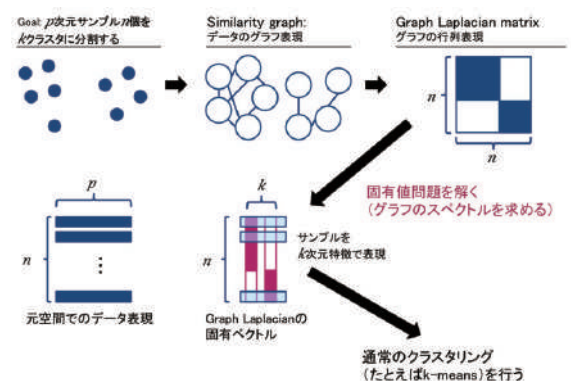 Goal: p次元サンプルn個を
kクラスタに分割する
Similarity graph:
データのグラフ表現
Graph Laplacian matrix
グラフの行列表現
n
n
p
n
⋮
元空間でのデータ表現
k
n
サンプルを
k次元特徴で表現
Graph Laplacianの
固有ベクトル
固有値問題を解く
(グラフのスペクトルを求める)
通常のクラスタリング
(たとえばk-means)を行う